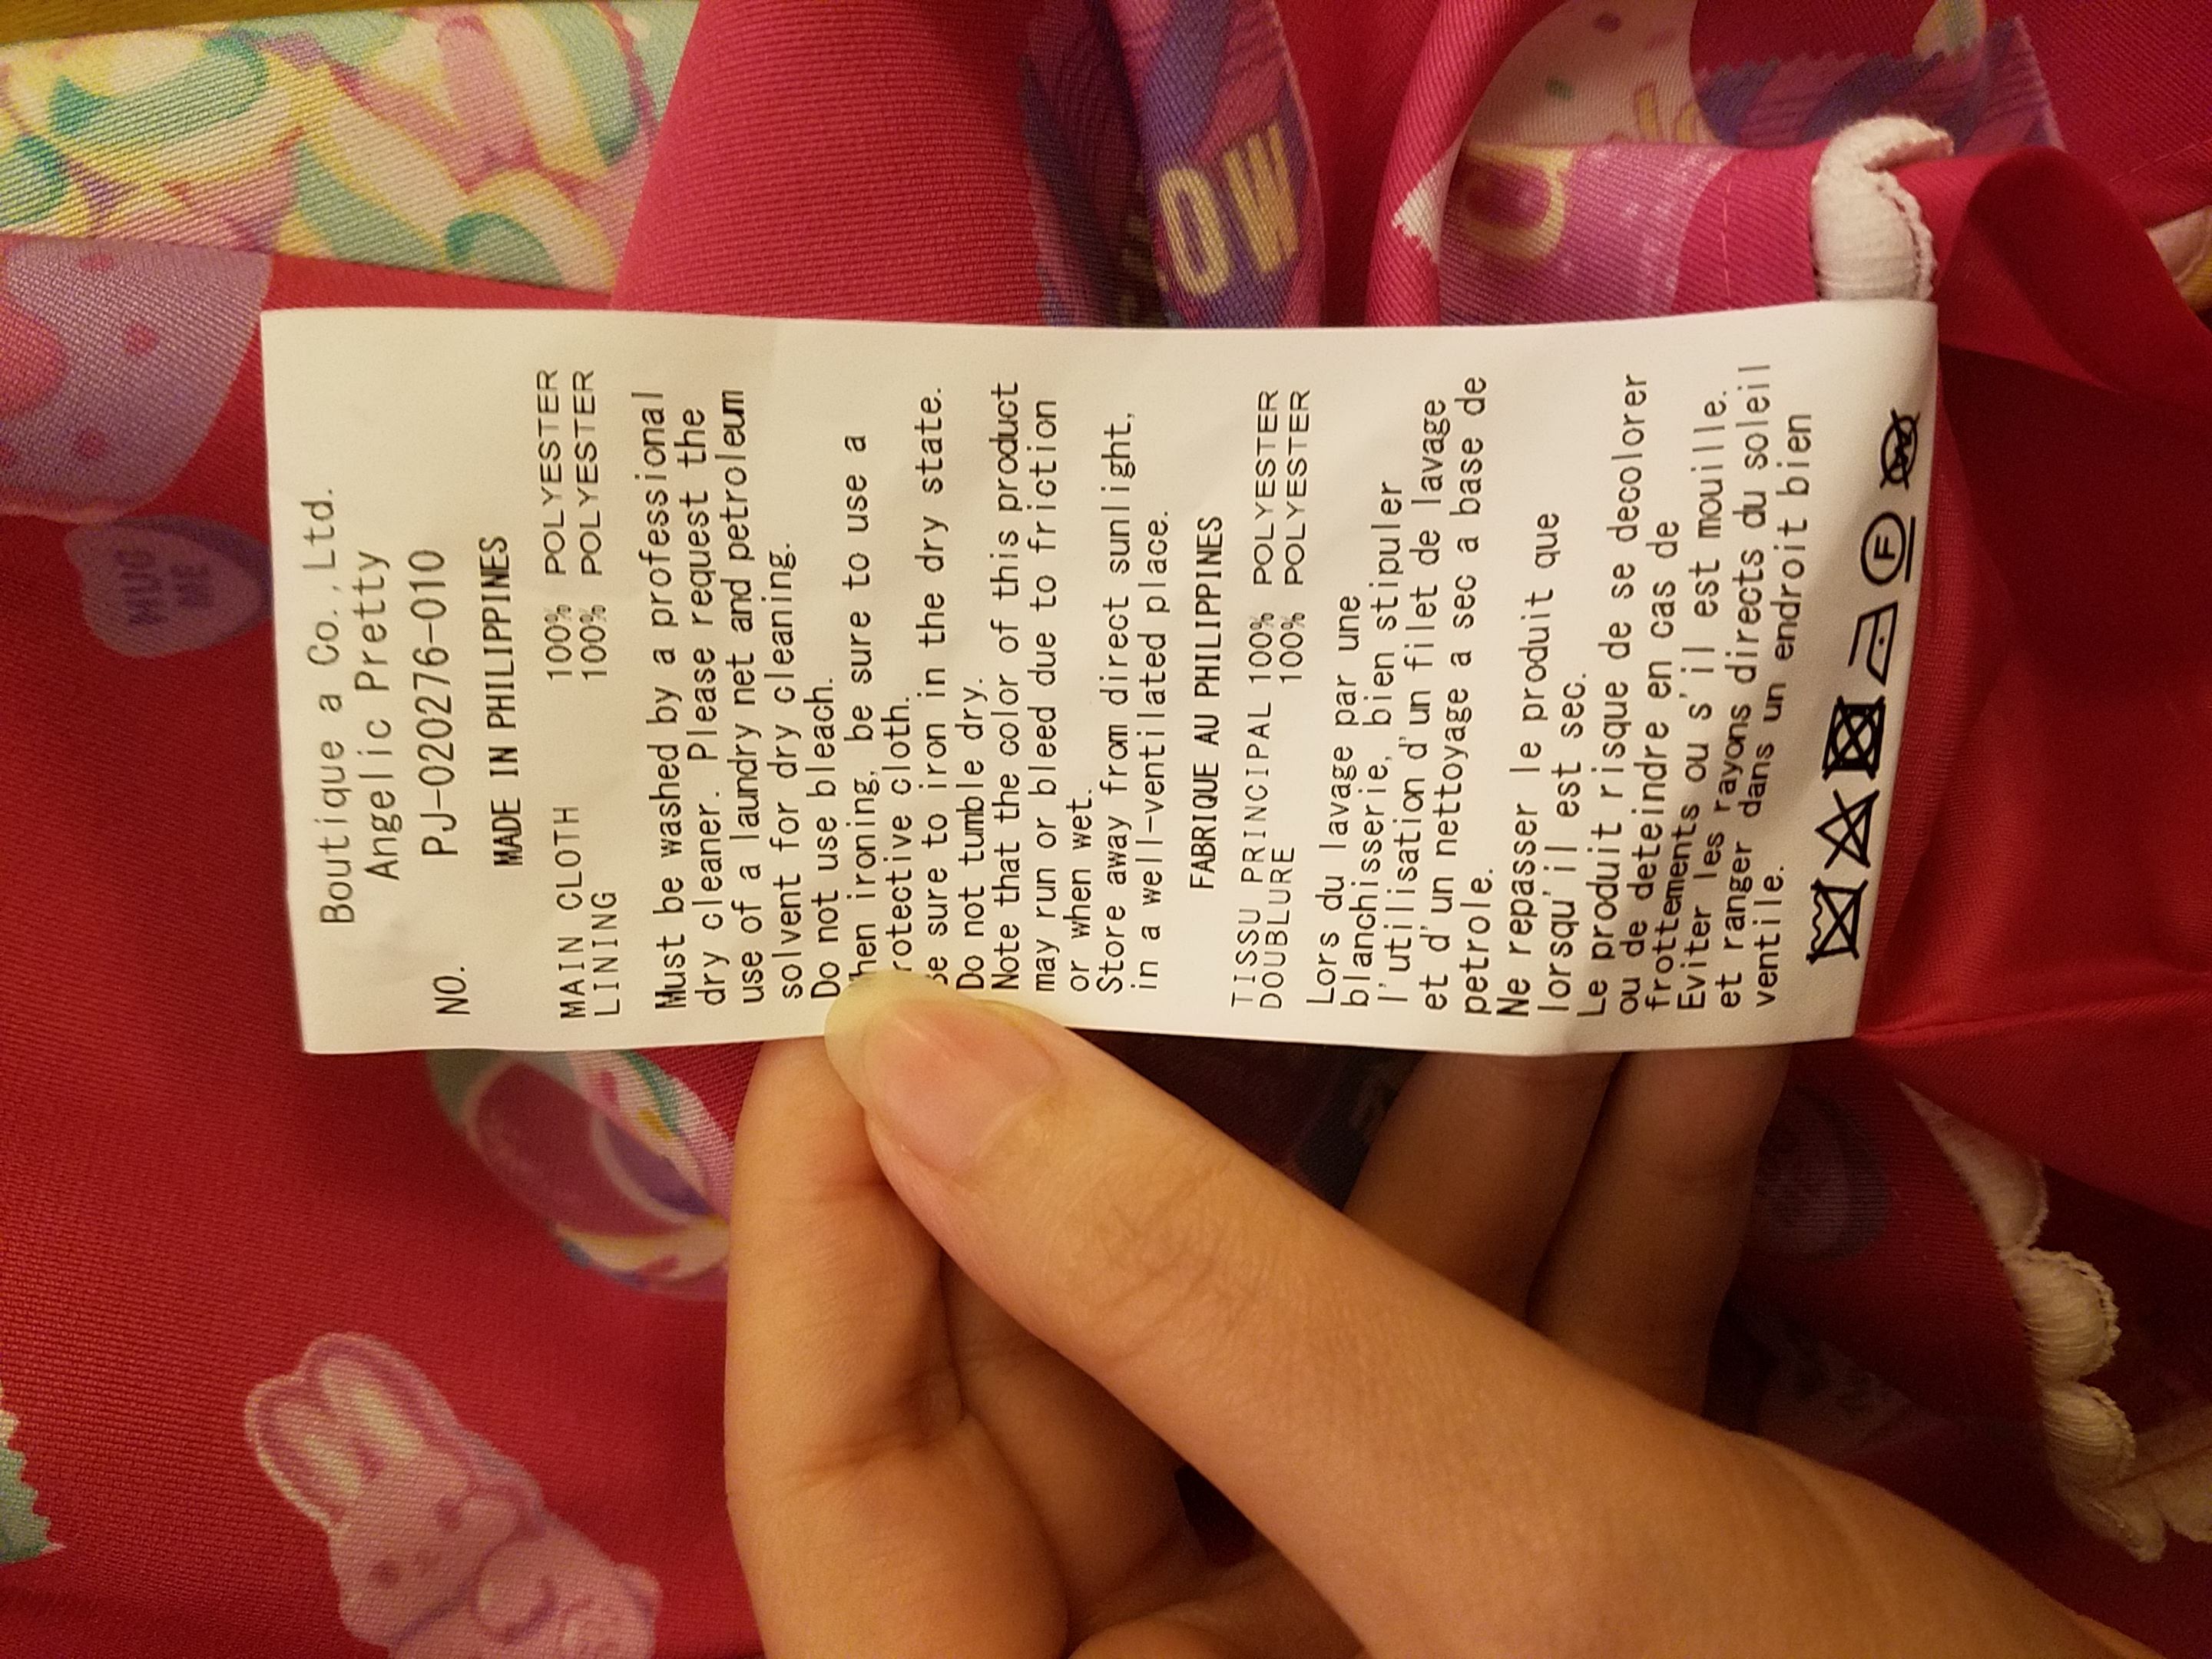 Boutique a Co.,Ltd.
Angelic Pretty
NO. PJ-020276-010
MADE IN PHILIPPINES
MAIN CLOTH 100% POLYESTER
LINING 100% POLYESTER
Must be washed by a professional
dry cleaner. Please request the
use of a laundry net and petroleum
solvent for dry cleaning.
Do not use bleach.
hen ironing, be sure to use a
rotective cloth.
e sure to iron in the dry state.
Do not tumble dry.
Note that the color of this product
may run or bleed due to friction
or when wet.
Store away from direct sunlight,
in a well-ventilated place.
FABRIQUE AU PHILIPPINES
TISSU PRINCIPAL 100% POLYESTER
DOUBLURE 100% POLYESTER
Lors du lavage par une
blanchisserie, bien stipuler
l'utilisation d'un filet de lavage
et d'un nettoyage a sec a base de
petrole.
Ne repasser le produit que
lorsqu'il est sec.
Le produit risque de se decolorer
ou de deteindre en cas de
frottements ou s'il est mouille.
Eviter les rayons directs du soleil
et ranger dans un endroit bien
ventile.
F
HUG
ME
OW